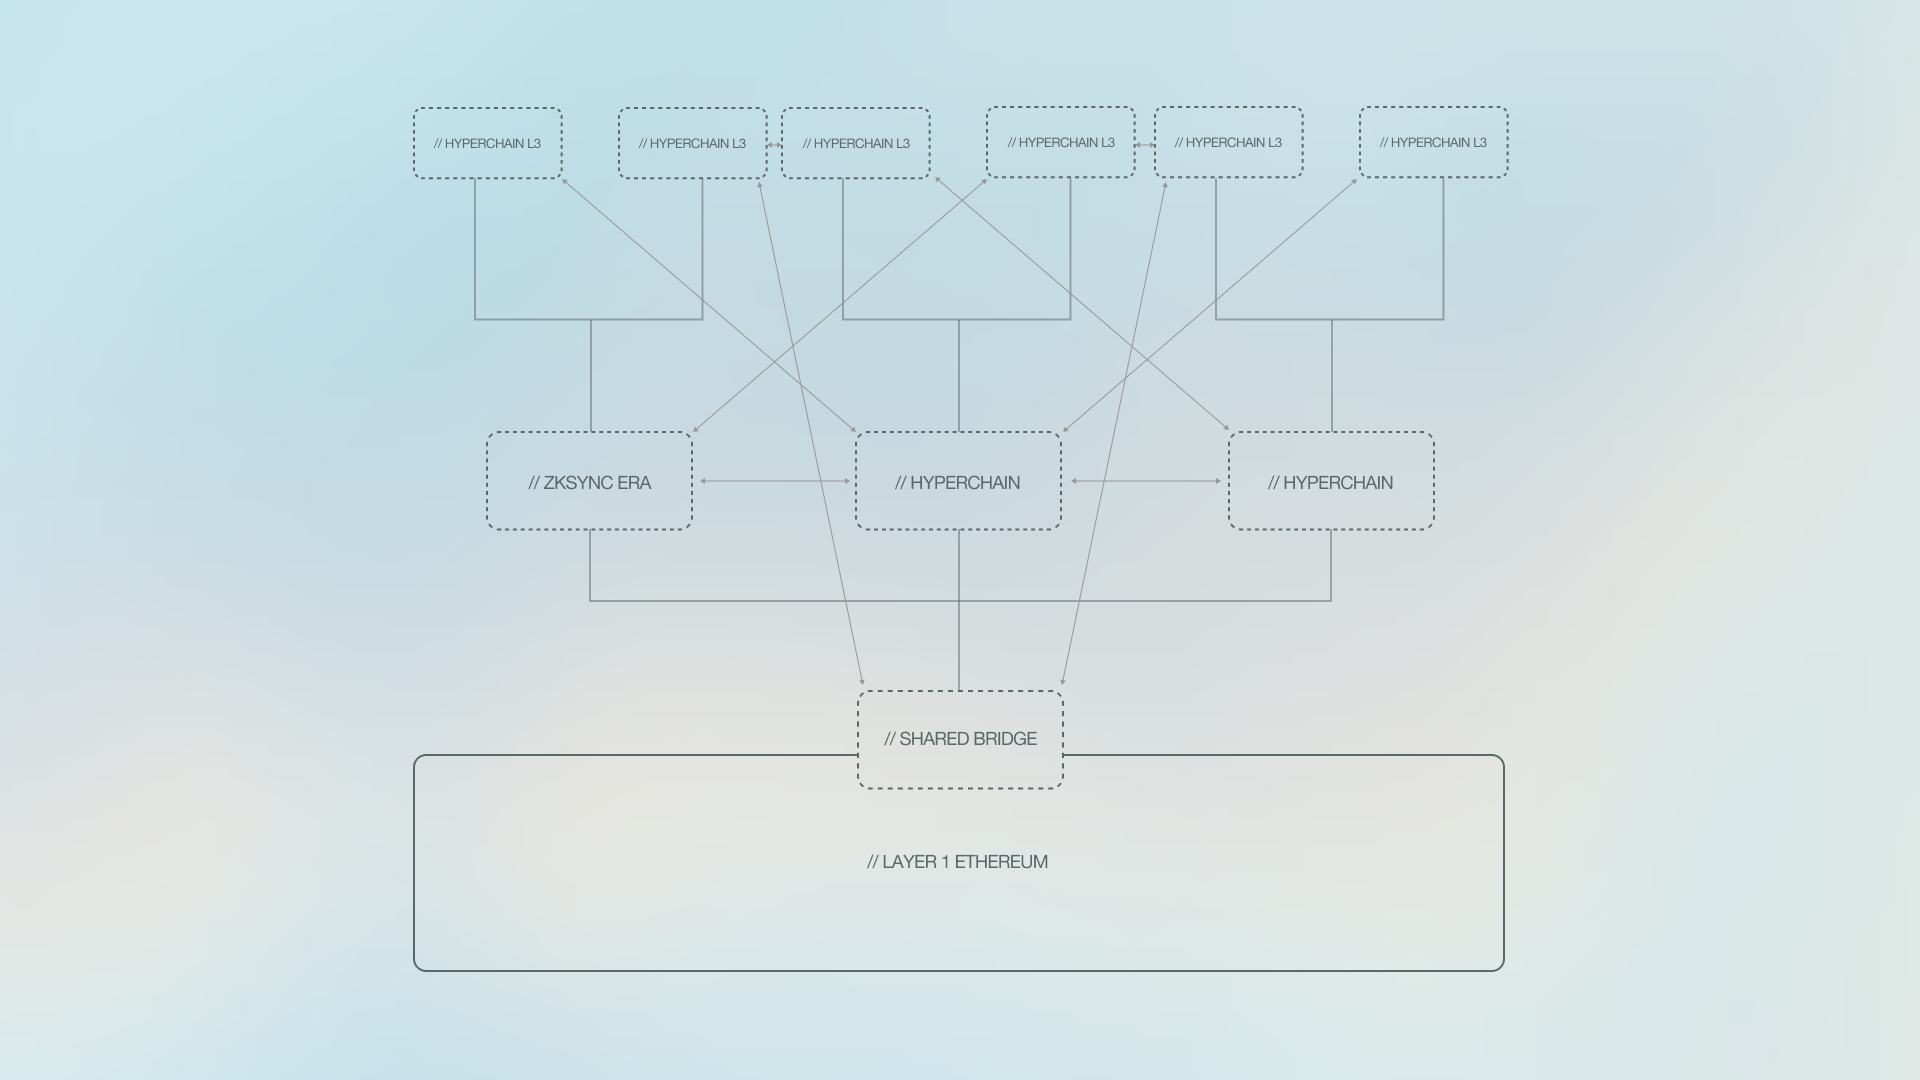 // HYPERCHAIN L3
// HYPERCHAIN L3
// HYPERCHAIN L3
// HYPERCHAIN L3
// HYPERCHAIN L3
// HYPERCHAIN L3
// ZKSYNC ERA
// HYPERCHAIN
// HYPERCHAIN
// SHARED BRIDGE
// LAYER 1 ETHEREUM